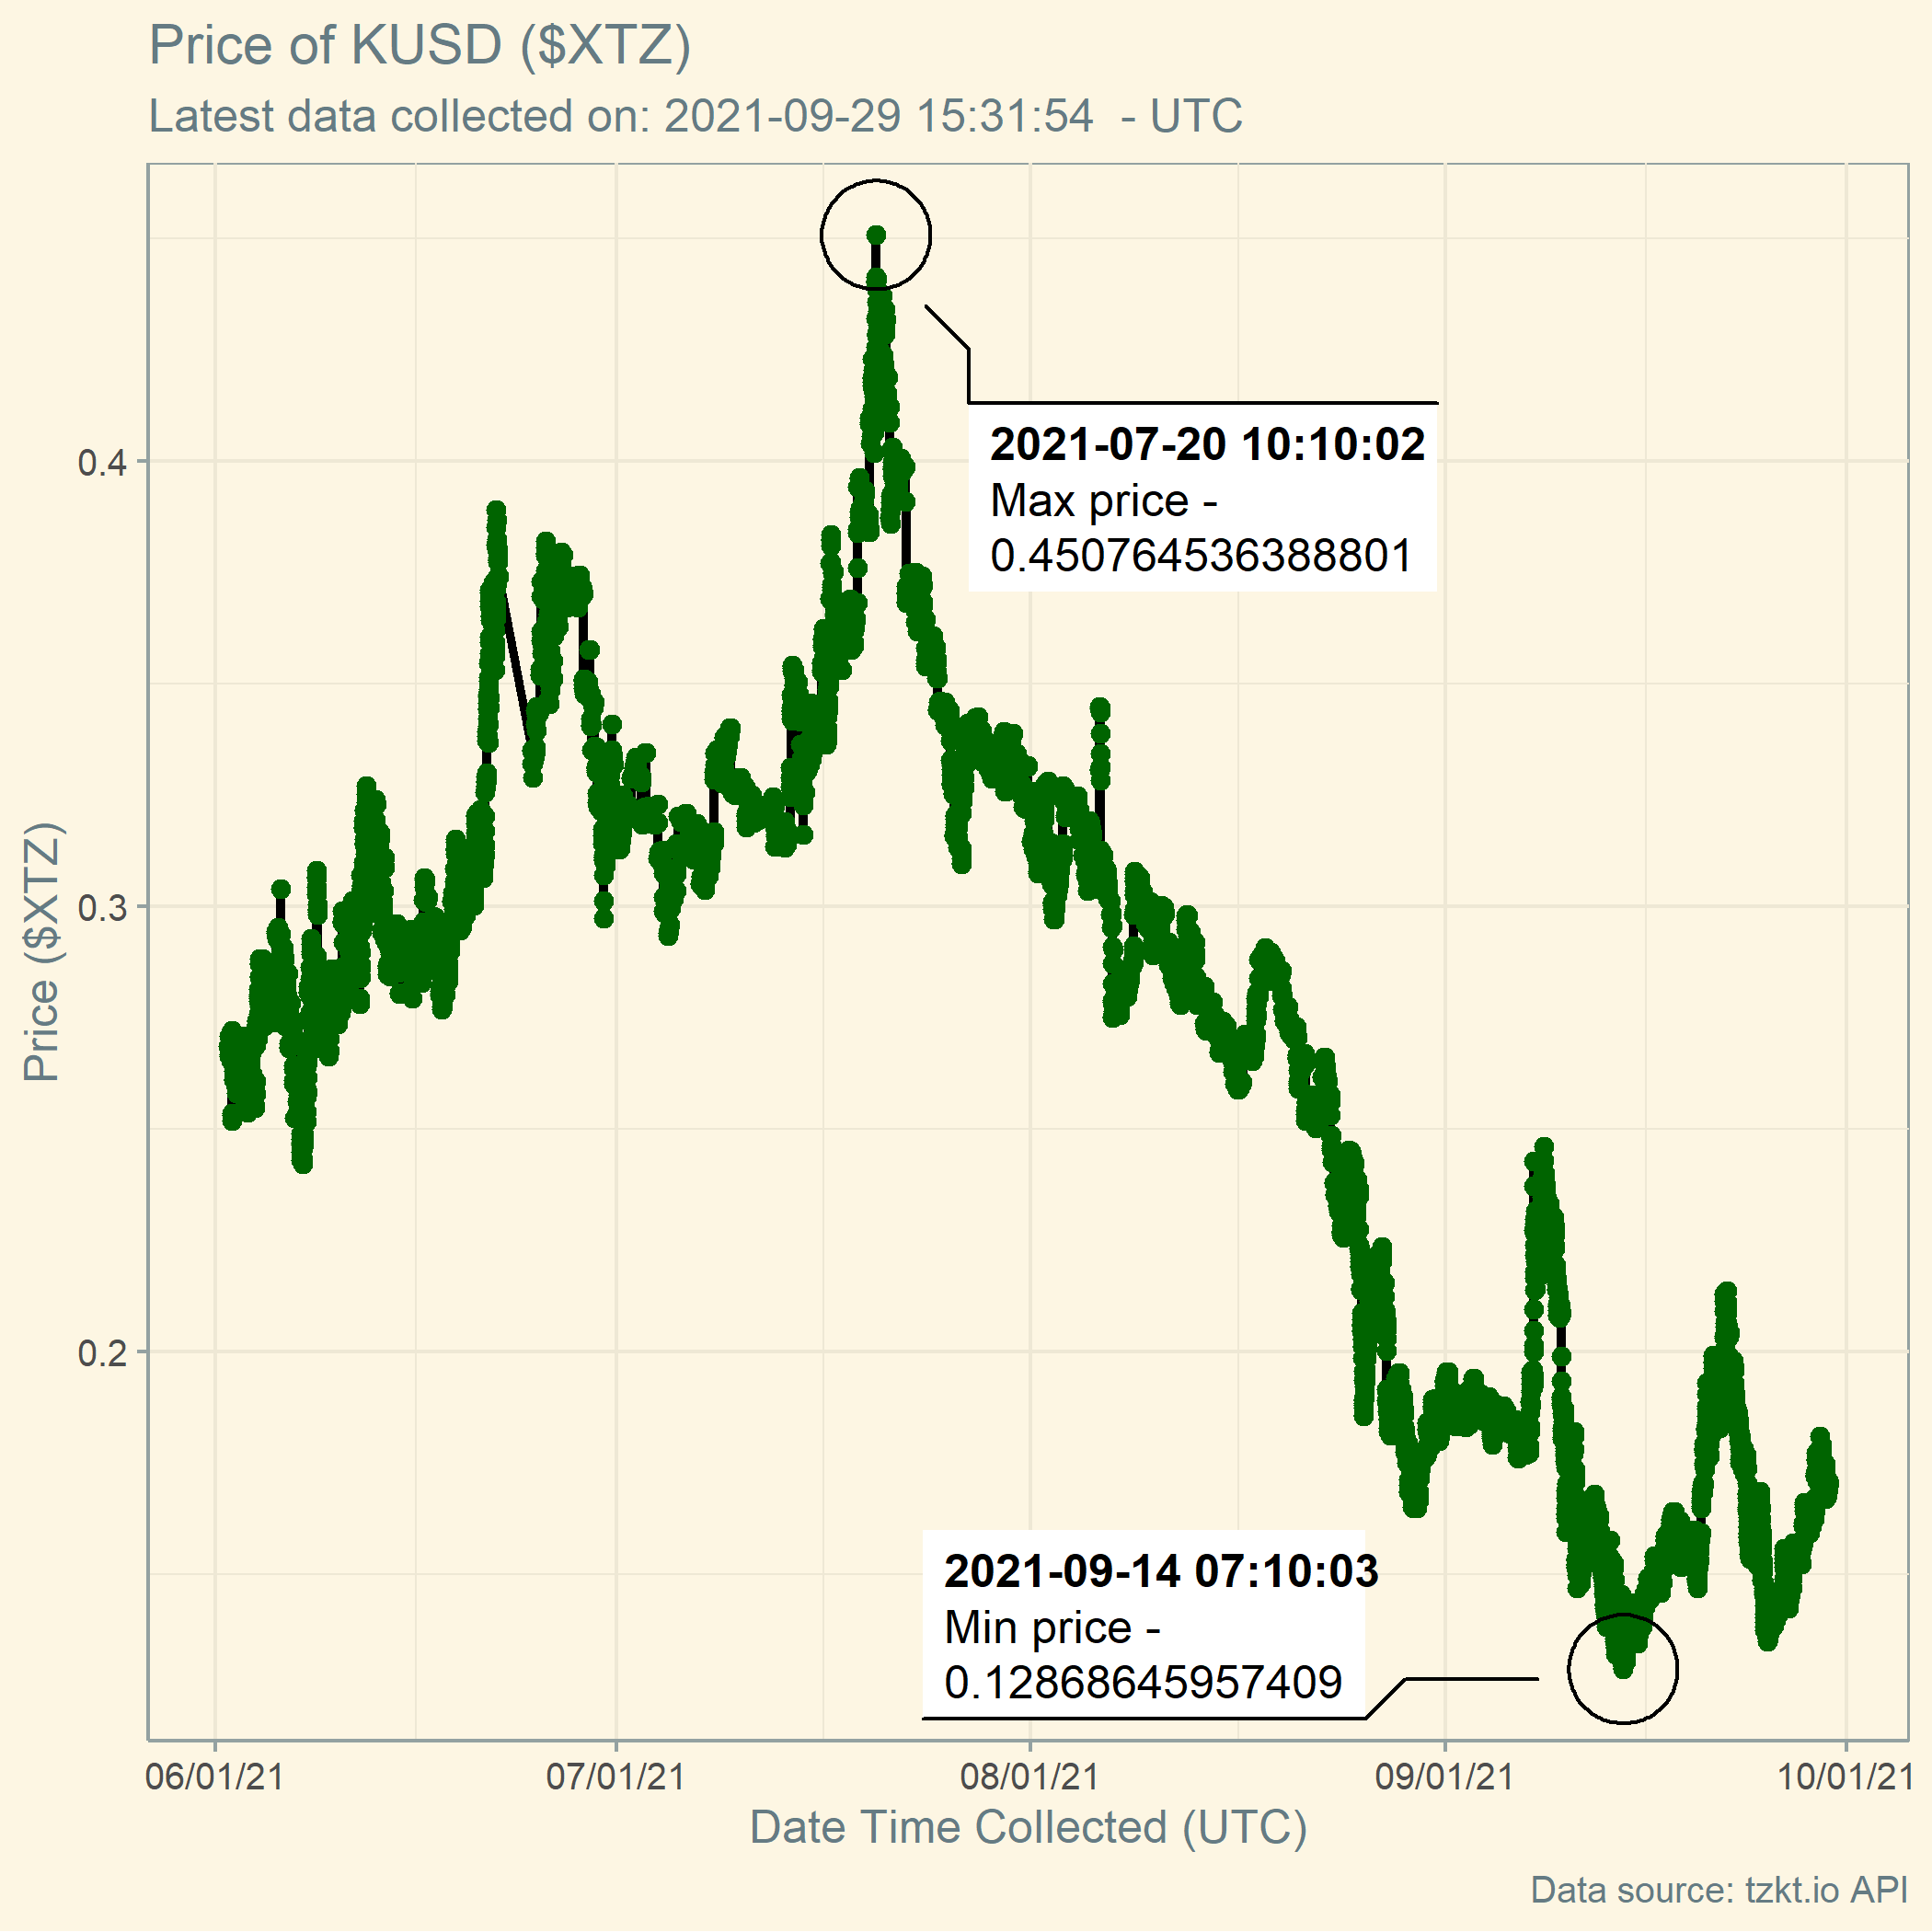 Price of KUSD ($XTZ)
Latest data collected on: 2021-09-29 15:31:54  - UTC
2021-07-20 10:10:02
Max price -
0.450764536388801
0.4
0.3
0.2
Price ($XTZ)
2021-09-14 07:10:03
Min price -
0.12868645957409
06/01/21
07/01/21
08/01/21
09/01/21
10/01/21
Date Time Collected (UTC)
Data source: tzkt.io API